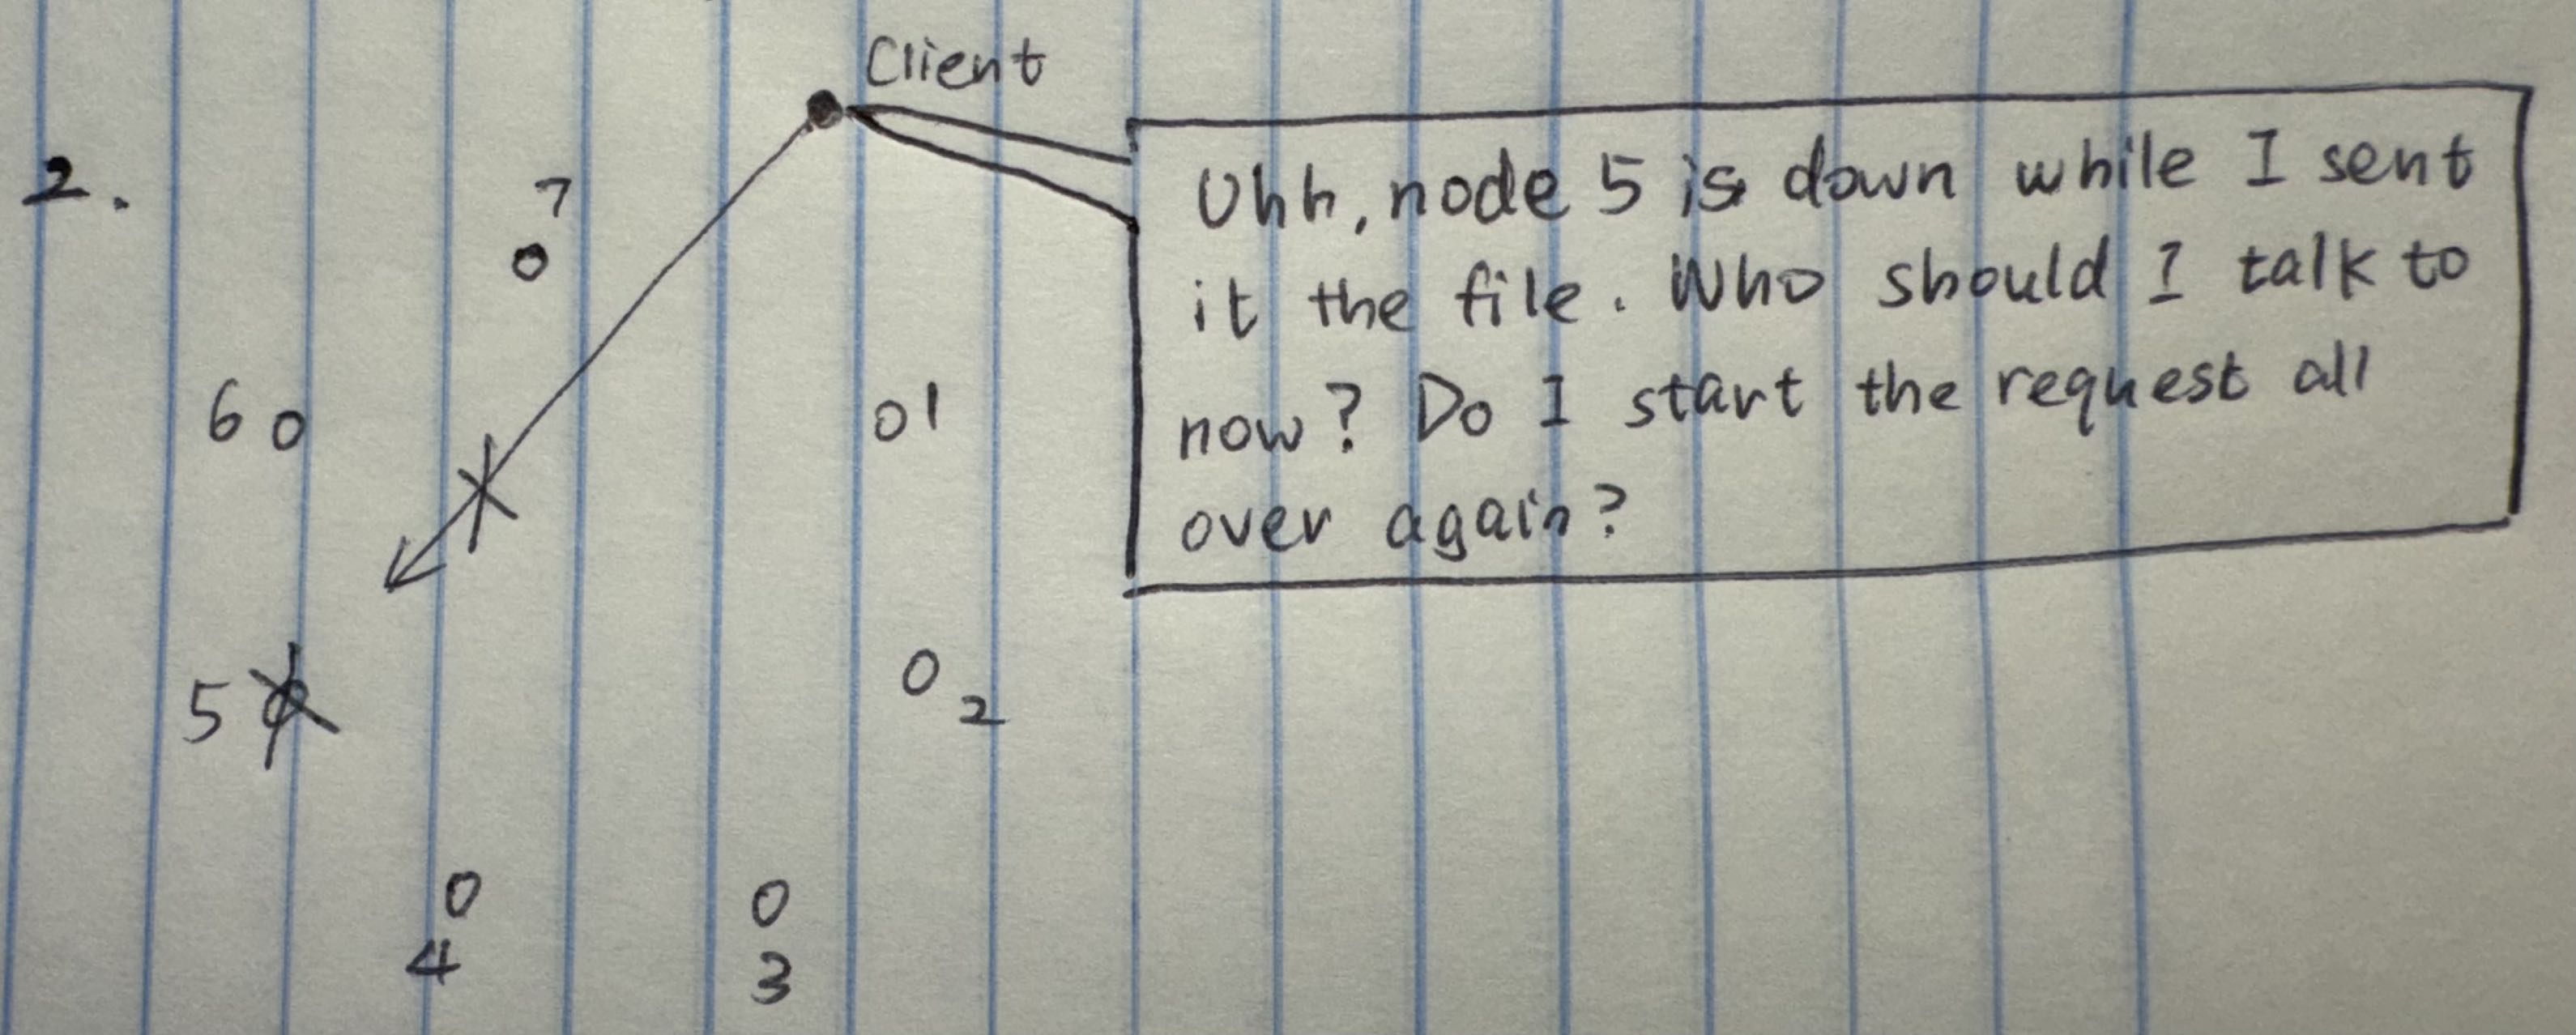 Client
2.
Uhh, node 5 is down while I sent
it the file. Who should I talk to
now? Do I start the request all
over again?
7
6
1
5
2
4
3